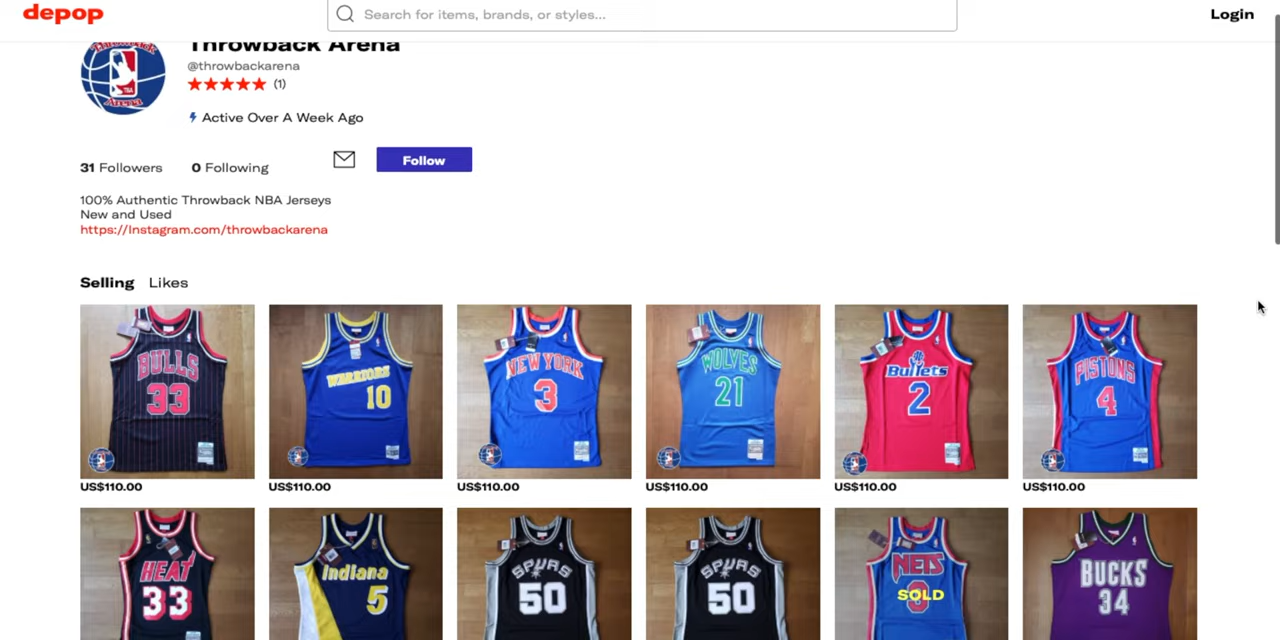 depop
Search for items, brands, or styles...
Login
Throwback Arena
@throwbackarena
(1)
Active Over A Week Ago
31 Followers
0 Following
Follow
100% Authentic Throwback NBA Jerseys
New and Used
https://Instagram.com/throwbackarena
Selling
Likes
BULLS
33
WARRIORS
10
NEW YORK
3
WOLVES
21
Bullets
2
PISTONS
4
US$110.00
US$110.00
US$110.00
US$110.00
US$110.00
US$110.00
HEAT
33
Indiana
5
SPURS
50
SPURS
50
NETS
SOLD
3
BUCKS
34